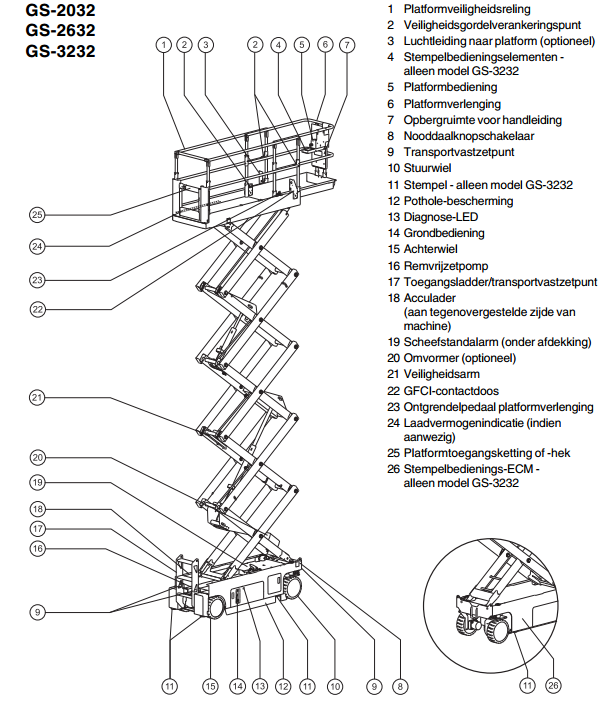 GS-2032
GS-2632
GS-3232
1 Platformveiligheidsreling
2 Veiligheidsgordelverankeringspunt
3 Luchtleiding naar platform (optioneel)
4 Stempelbedieningselementen -
alleen model GS-3232
5 Platformbediening
6 Platformverlenging
7 Opbergruimte voor handleiding
8 Nooddaalknopschakelaar
9 Transportvastzetpunt
10 Stuurwiel
11 Stempel - alleen model GS-3232
12 Pothole-bescherming
13 Diagnose-LED
14 Grondbediening
15 Achterwiel
16 Remvrijzetpomp
17 Toegangsladder/transportvastzetpunt
18 Acculader
(aan tegenovergestelde zijde van
machine)
19 Scheefstandalarm (onder afdekking)
20 Omvormer (optioneel)
21 Veiligheidsarm
22 GFCI-contactdoos
23 Ontgrendelpedaal platformverlenging
24 Laadvermogenindicatie (indien
aanwezig)
25 Platformtoegangsketting of -hek
26 Stempelbedienings-ECM -
alleen model GS-3232
1 2 3 2 4 5 6 7
25
24
23
22
21
20
19
18
17
16
9
11 15 14 13 12 11 10 9 8
11 26